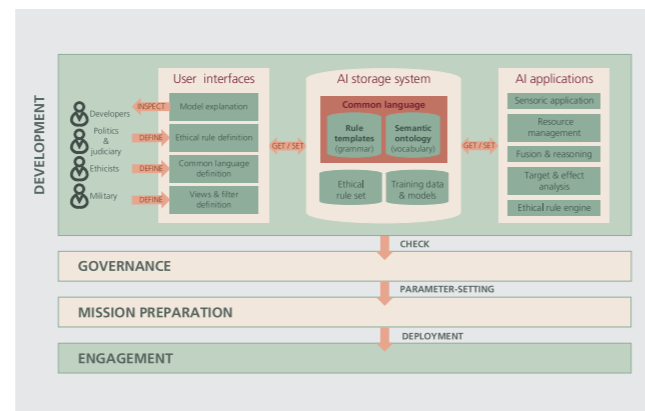 DEVELOPMENT
Developers
Politics
&
judiciary
Ethicists
Military
INSPECT
DEFINE
DEFINE
DEFINE
User interfaces
Model explanation
Ethical rule definition
Common language
definition
Views & filter
definition
GET / SET
AI storage system
Common language
Rule
templates
(grammar)
Semantic
ontology
(vocabulary)
Ethical
rule set
Training data
& models
GET / SET
AI applications
Sensoric application
Resource
management
Fusion & reasoning
Target & effect
analysis
Ethical rule engine
CHECK
GOVERNANCE
PARAMETER-SETTING
MISSION PREPARATION
DEPLOYMENT
ENGAGEMENT